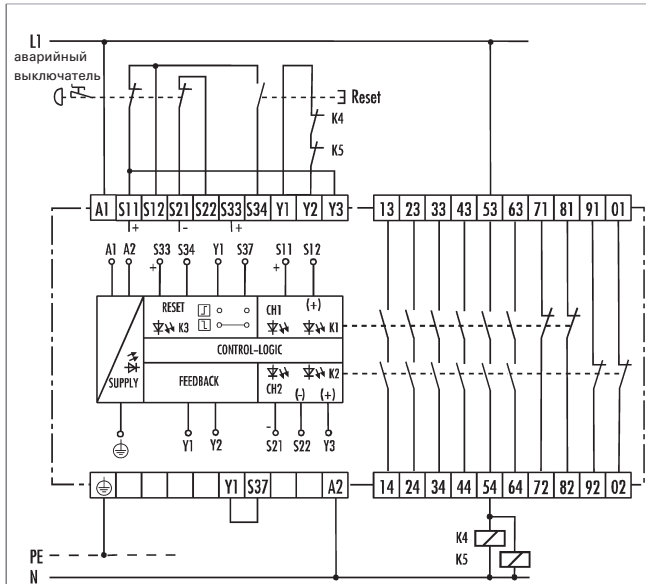 L1
аварийный
выключатель
Reset
K4
K5
A1 S11 S12 S21 S22 S33 S34 Y1 Y2 Y3 13 23 33 43 53 63 71 81 91 01
+ - +
A1 A2 S33 S34 Y1 S37 S11 S12
+ +
RESET CH1 (+)
K3 K1
CONTROL-LOGIC
SUPPLY FEEDBACK CH2 K2
(-) (+)
- 
Y1 Y2 S21 S22 Y3
Y1 S37 A2 14 24 34 44 54 64 72 82 92 02
K4
K5
PE
N